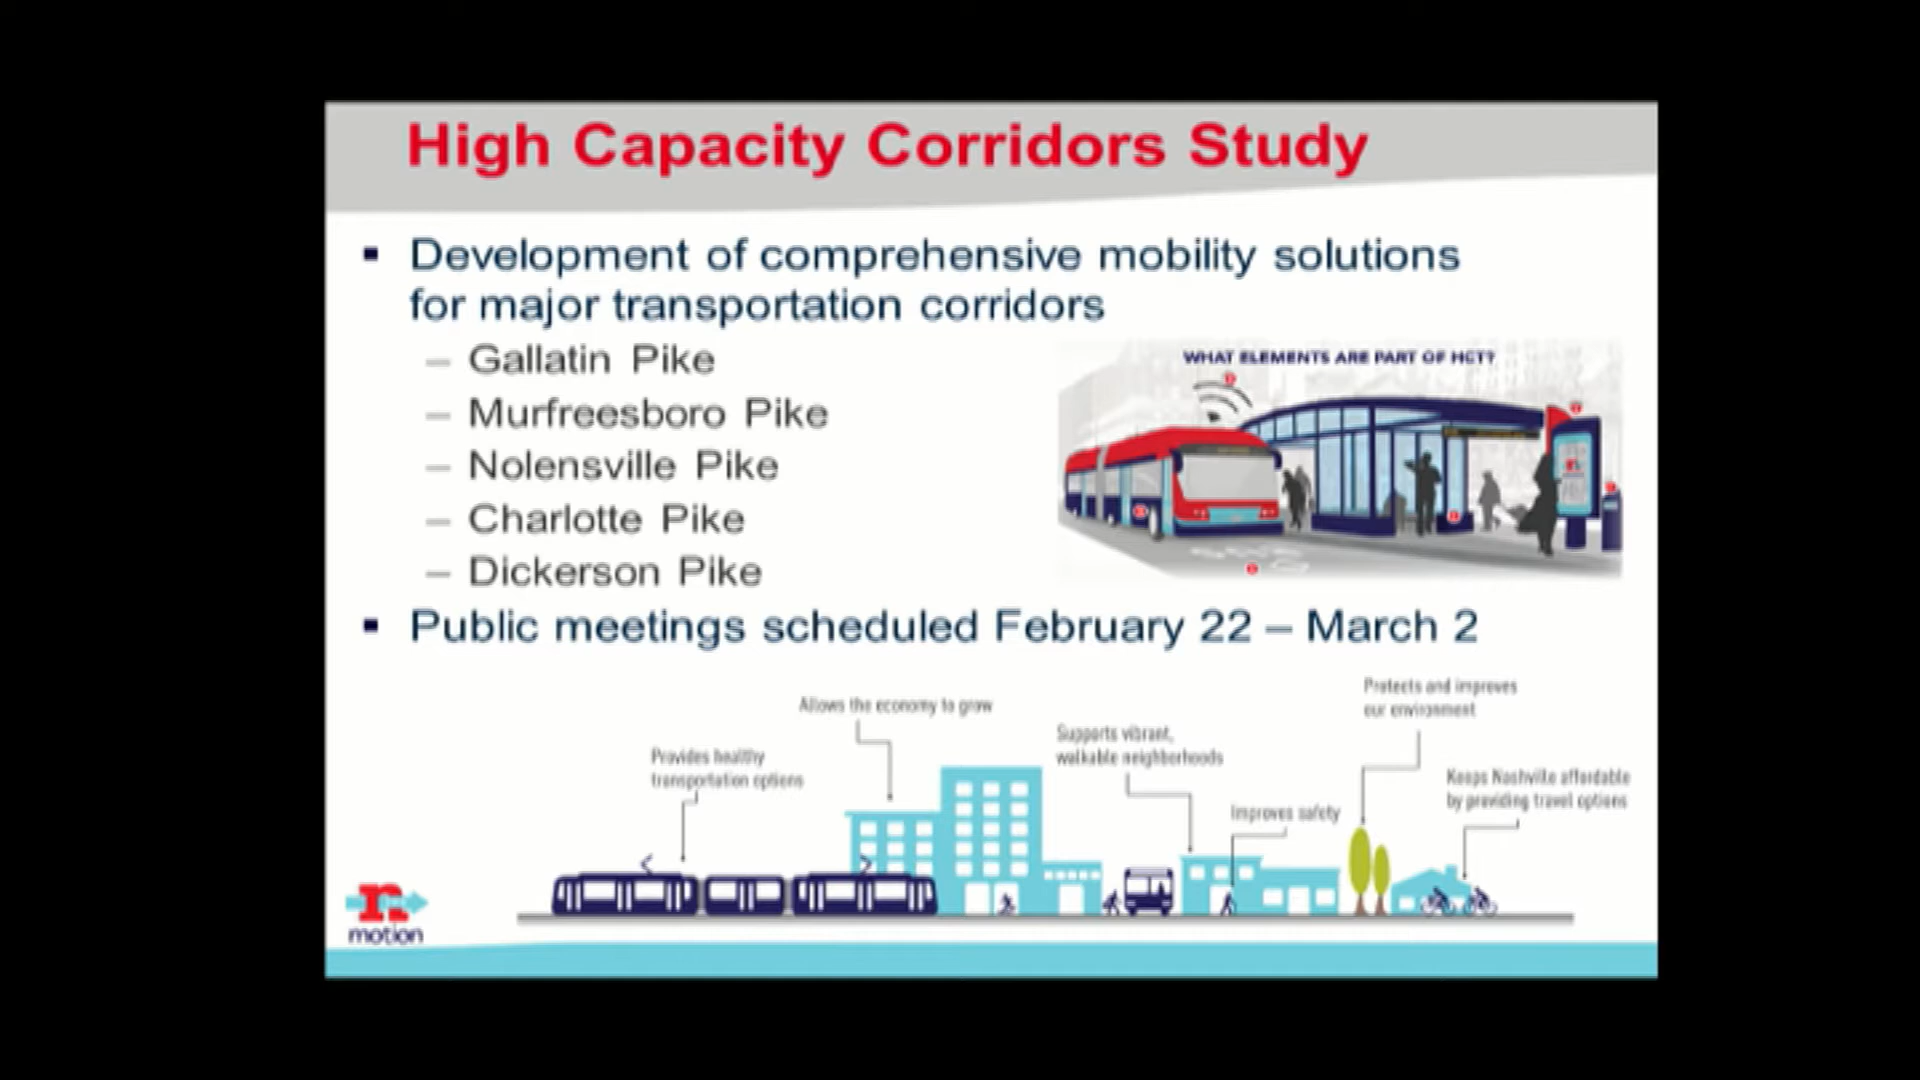 High Capacity Corridors Study
Development of comprehensive mobility solutions
for major transportation corridors
– Gallatin Pike
– Murfreesboro Pike
– Nolensville Pike
– Charlotte Pike
– Dickerson Pike
WHAT ELEMENTS ARE PART OF HCT?
Public meetings scheduled February 22 – March 2
Provides healthy
transportation options
Allows the economy to grow
Supports vibrant,
walkable neighborhoods
Improves safety
Protects and improves
our environment
Keeps Nashville affordable
by providing travel options
n
motion